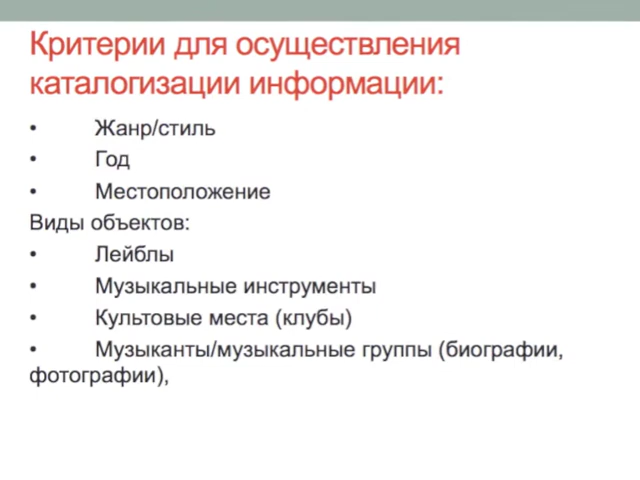 Критерии для осуществления
каталогизации информации:
• Жанр/стиль
• Год
• Местоположение
Виды объектов:
• Лейблы
• Музыкальные инструменты
• Культовые места (клубы)
• Музыканты/музыкальные группы (биографии,
фотографии),